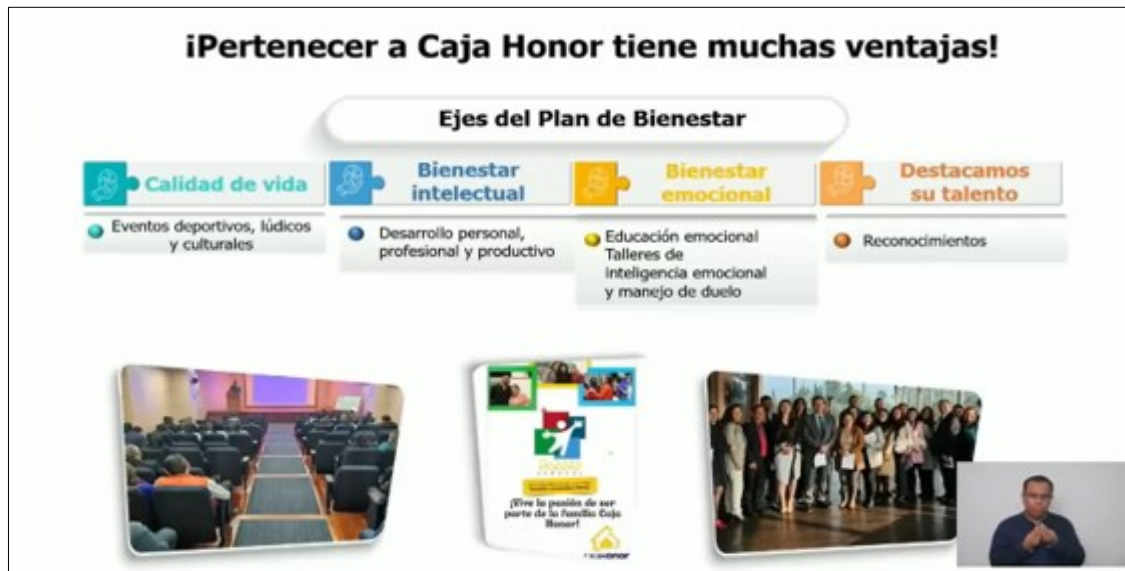 ¡Pertenecer a Caja Honor tiene muchas ventajas!
Ejes del Plan de Bienestar
Calidad de vida
Eventos deportivos, lúdicos
y culturales
Bienestar
intelectual
Desarrollo personal,
profesional y productivo
Bienestar
emocional
Educación emocional
Talleres de
inteligencia emocional
y manejo de duelo
Destacamos
su talento
Reconocimientos
¡Vive la pasión de ser
parte de la familia Caja
Honor!